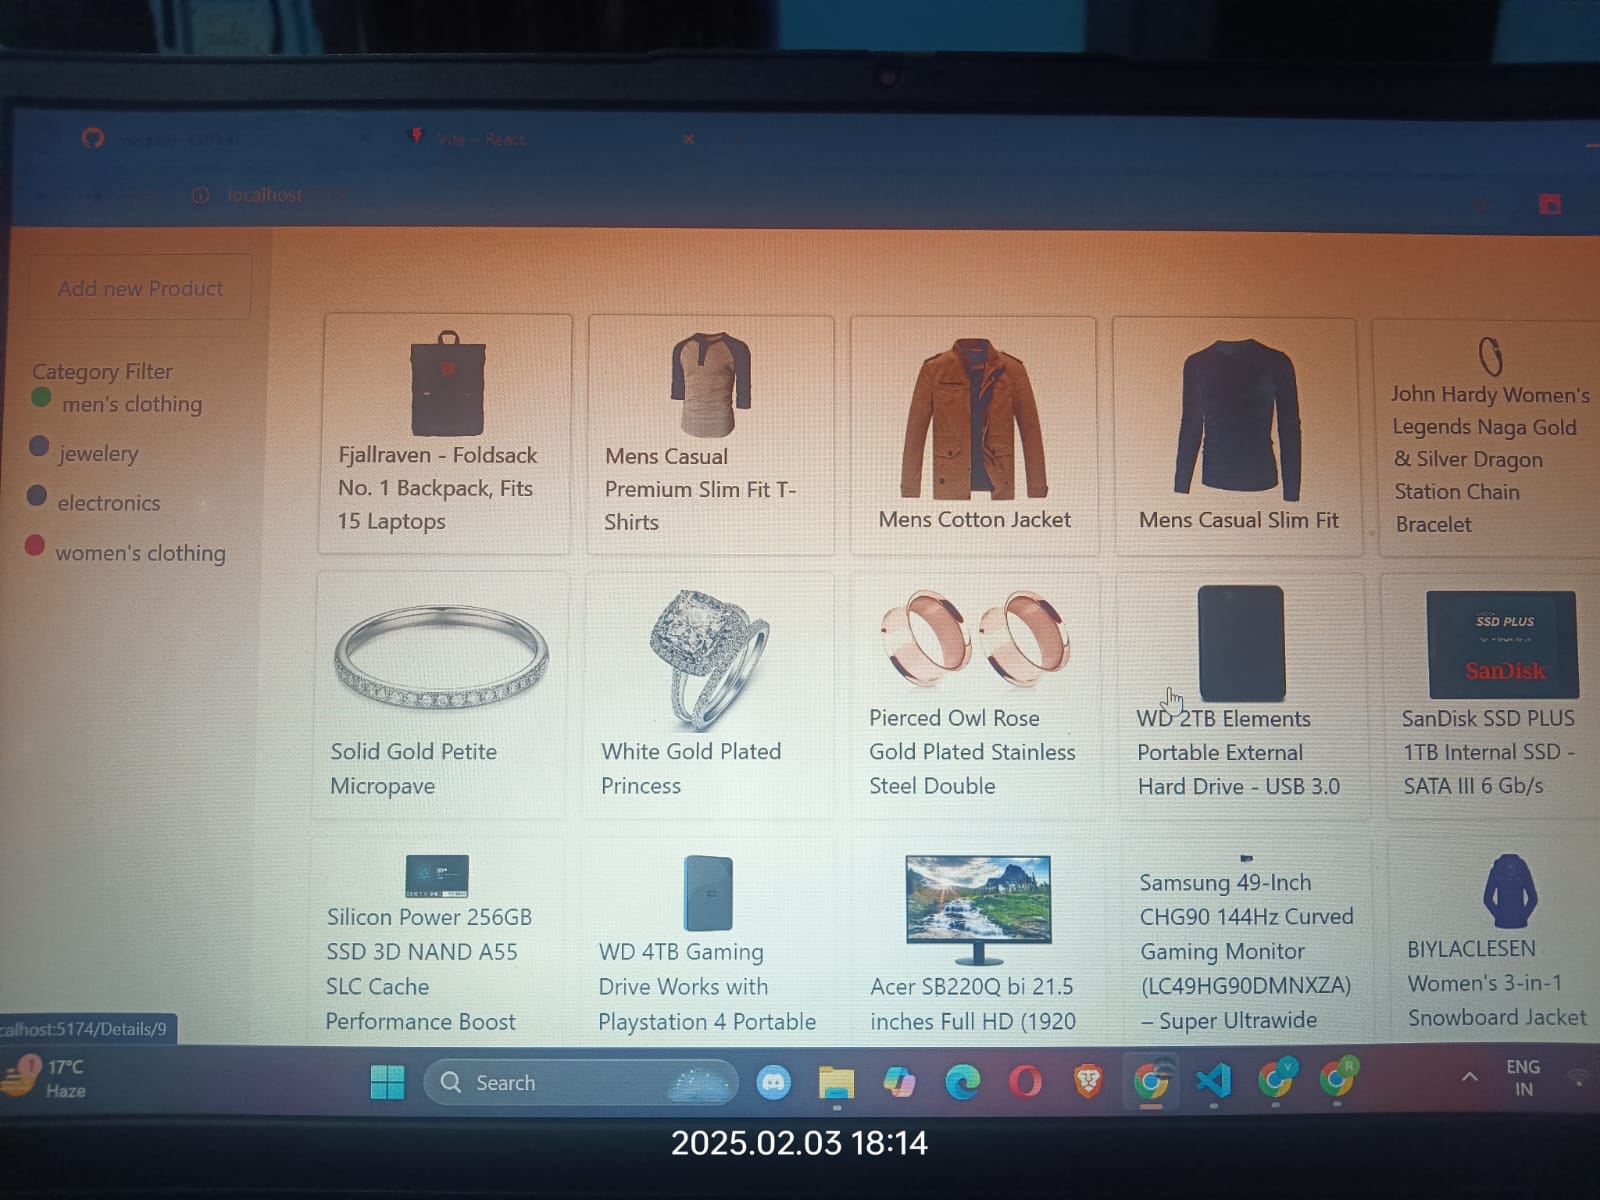 Vite - React
localhost
Add new Product
Category Filter
men's clothing
jewelery
electronics
women's clothing
Fjallraven - Foldsack
No. 1 Backpack, Fits
15 Laptops
Mens Casual
Premium Slim Fit T-
Shirts
Mens Cotton Jacket
Mens Casual Slim Fit
John Hardy Women's
Legends Naga Gold
& Silver Dragon
Station Chain
Bracelet
Solid Gold Petite
Micropave
White Gold Plated
Princess
Pierced Owl Rose
Gold Plated Stainless
Steel Double
WD 2TB Elements
Portable External
Hard Drive - USB 3.0
SSD PLUS
SanDisk
SanDisk SSD PLUS
1TB Internal SSD -
SATA III 6 Gb/s
Silicon Power 256GB
SSD 3D NAND A55
SLC Cache
Performance Boost
WD 4TB Gaming
Drive Works with
Playstation 4 Portable
Acer SB220Q bi 21.5
inches Full HD (1920
Samsung 49-Inch
CHG90 144Hz Curved
Gaming Monitor
(LC49HG90DMNXZA)
– Super Ultrawide
BIYLACLESEN
Women's 3-in-1
Snowboard Jacket
calhost:5174/Details/9
1
17°C
Haze
Search
V
R
ENG
IN
2025.02.03 18:14